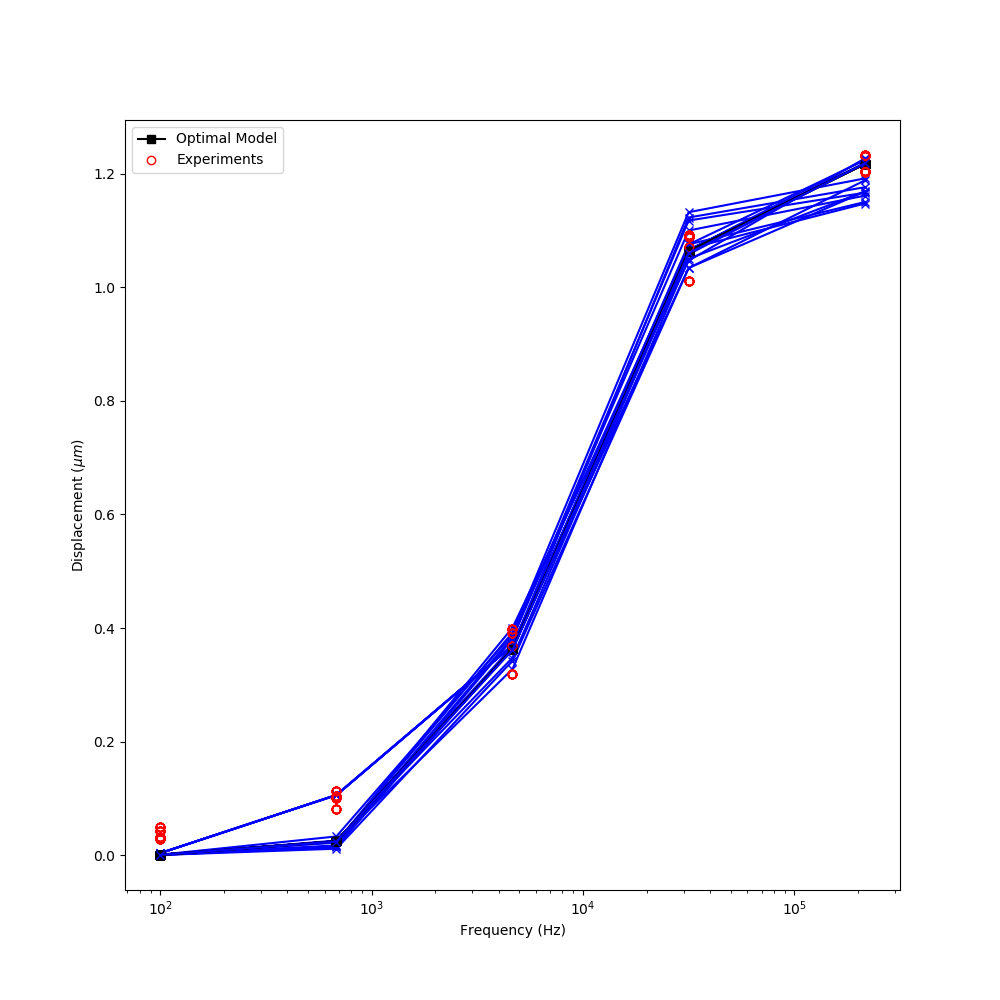 Optimal Model
Experiments
1.2
1.0
0.8
0.6
0.4
0.2
0.0
Displacement (μm)
10²
10³
10⁴
10⁵
Frequency (Hz)